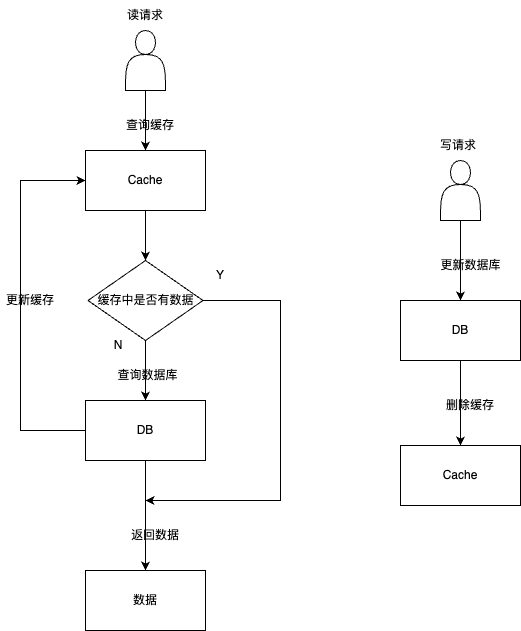 读请求
查询缓存
Cache
Y
缓存中是否有数据
更新缓存
N
查询数据库
DB
返回数据
数据
写请求
更新数据库
DB
删除缓存
Cache